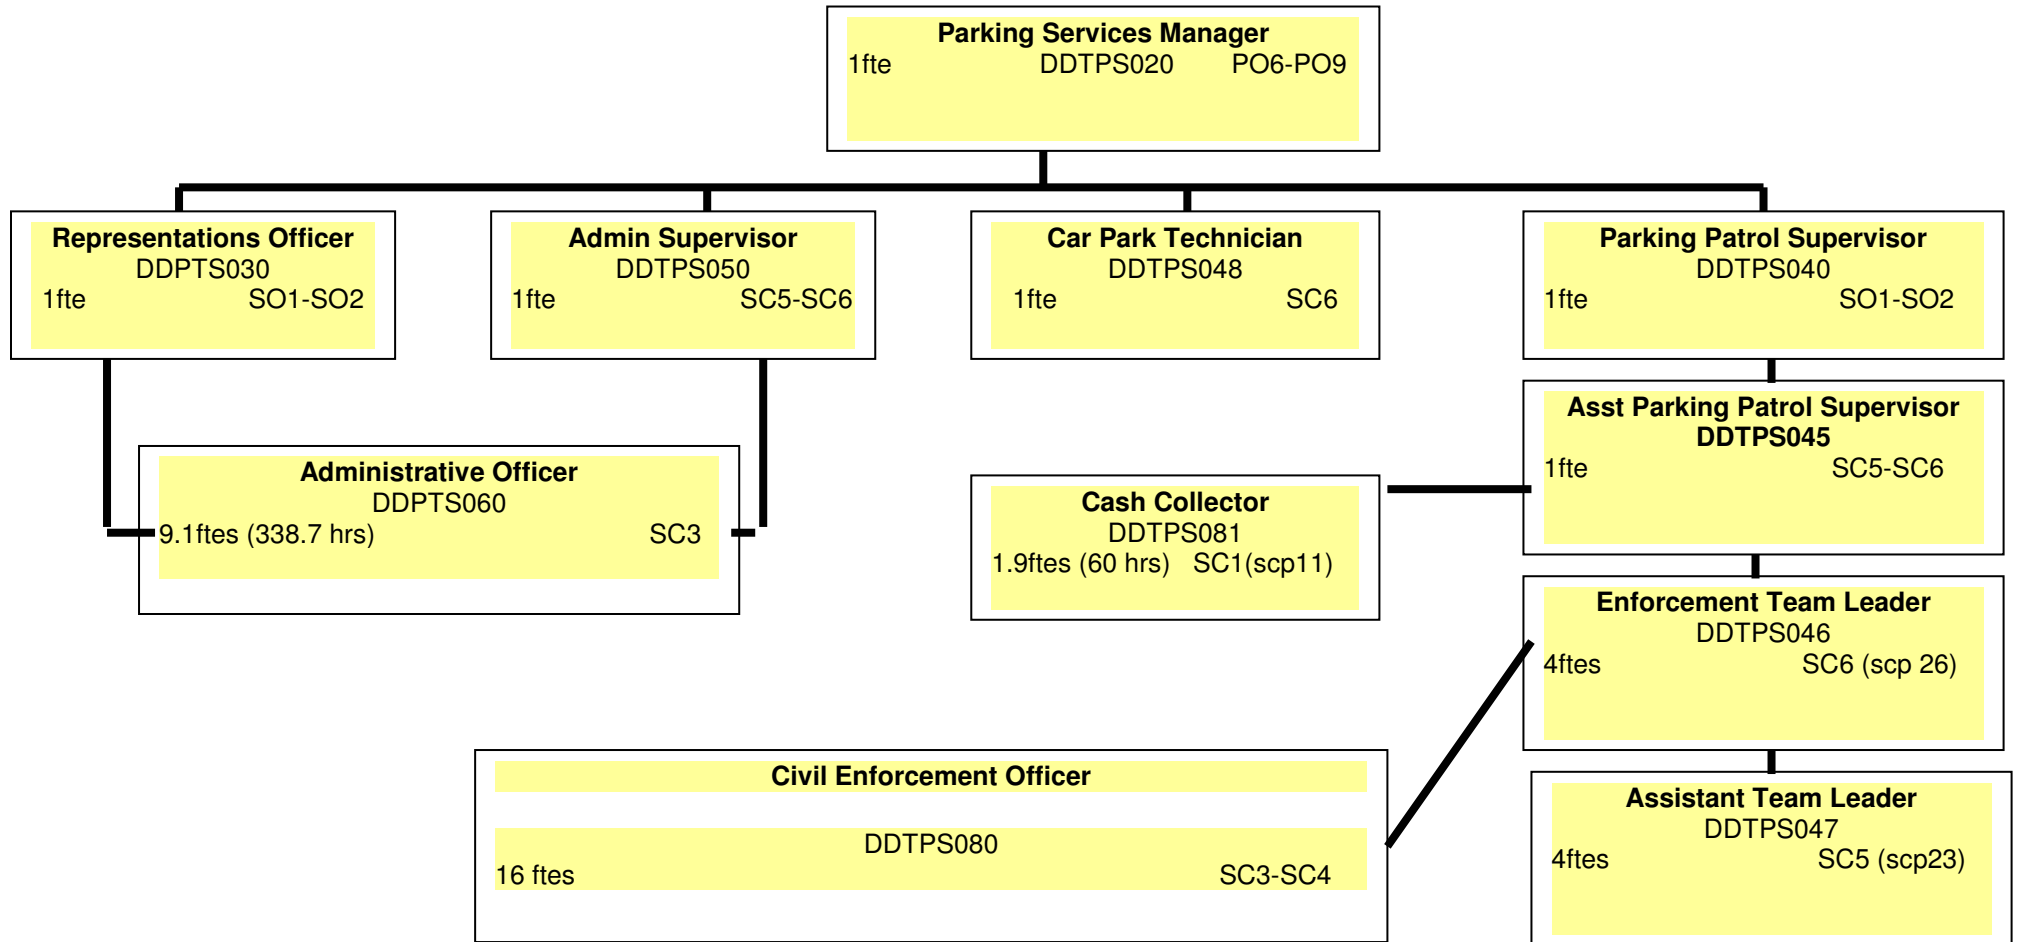 Parking Services Manager
1fte DDTPS020 PO6-PO9
Representations Officer
DDPTS030
1fte SO1-SO2
Admin Supervisor
DDTPS050
1fte SC5-SC6
Car Park Technician
DDTPS048
1fte SC6
Parking Patrol Supervisor
DDTPS040
1fte SO1-SO2
Asst Parking Patrol Supervisor
DDTPS045
1fte SC5-SC6
Administrative Officer
DDPTS060
9.1ftes (338.7 hrs) SC3
Cash Collector
DDTPS081
1.9ftes (60 hrs) SC1(scp11)
Enforcement Team Leader
DDTPS046
4ftes SC6 (scp 26)
Civil Enforcement Officer
DDTPS080
16 ftes SC3-SC4
Assistant Team Leader
DDTPS047
4ftes SC5 (scp23)